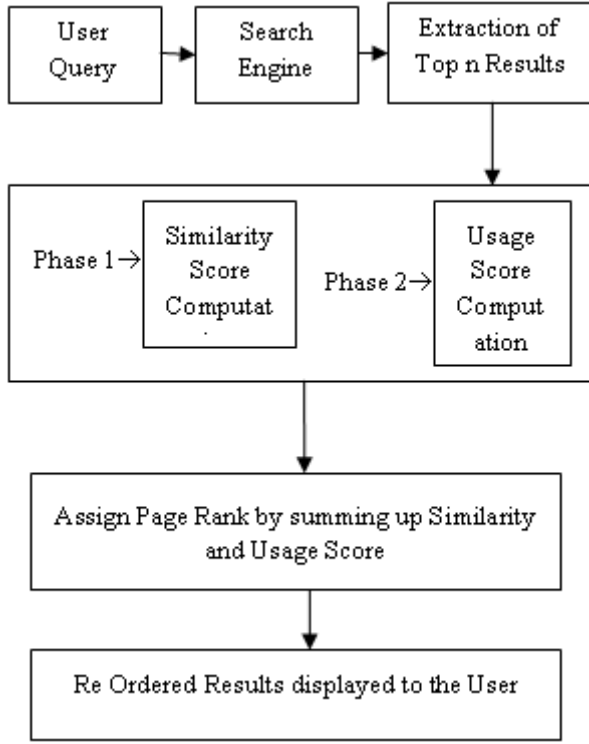 User
Query
Search
Engine
Extraction of
Top n Results
Phase 1→
Similarity
Score
Computat
.
Phase 2→
Usage
Score
Comput
ation
Assign Page Rank by summing up Similarity
and Usage Score
Re Ordered Results displayed to the User